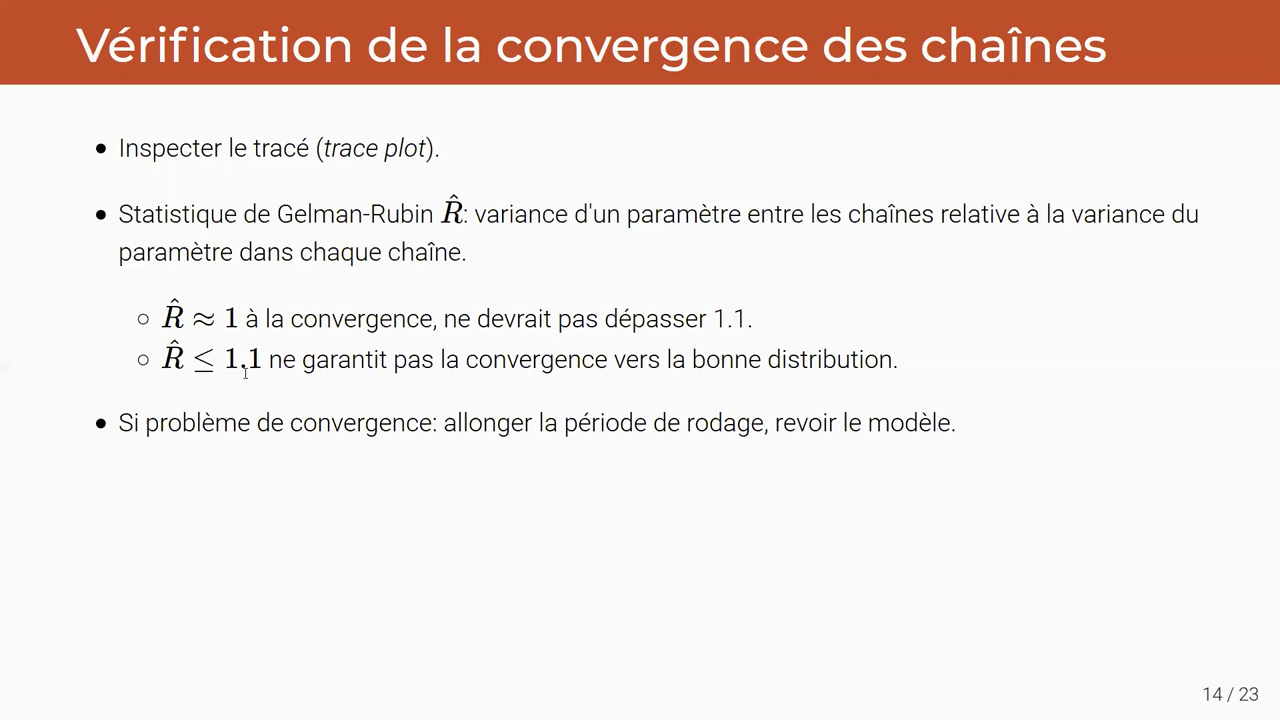 Vérification de la convergence des chaînes
• Inspecter le tracé (trace plot).
• Statistique de Gelman-Rubin R̂: variance d'un paramètre entre les chaînes relative à la variance du
paramètre dans chaque chaîne.
○ R̂ ≈ 1 à la convergence, ne devrait pas dépasser 1.1.
○ R̂ ≤ 1.1 ne garantit pas la convergence vers la bonne distribution.
• Si problème de convergence: allonger la période de rodage, revoir le modèle.
14 / 23